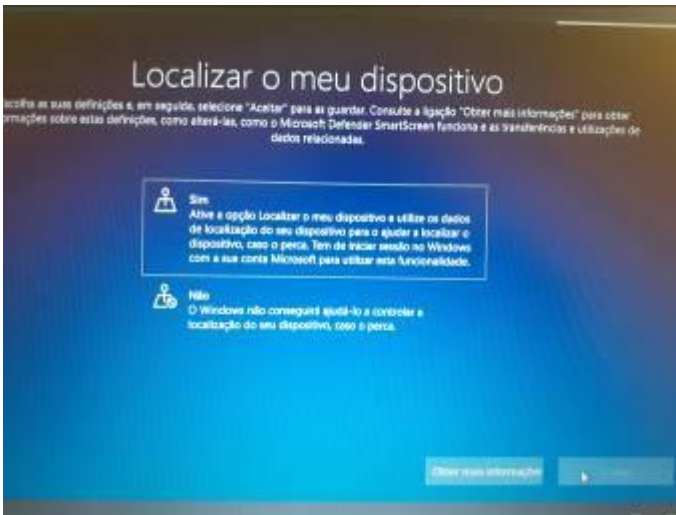 Localizar o meu dispositivo
escolha as suas definições e, em seguida, selecione "Aceitar" para as guardar. Consulte a ligação "Obter mais informações" para obter
ormações sobre estas definições, como alterá-las, como o Microsoft Defender SmartScreen funciona e as transferências e utilizações de
dados relacionadas.
Sim
Ative a opção Localizar o meu dispositivo e utilize os dados
de localização do seu dispositivo para o ajudar a localizar o
dispositivo, caso o perca. Tem de iniciar sessão no Windows
com a sua conta Microsoft para utilizar esta funcionalidade.
Não
O Windows não conseguirá ajudá-lo a controlar a
localização do seu dispositivo, caso o perca.
Obter mais informações